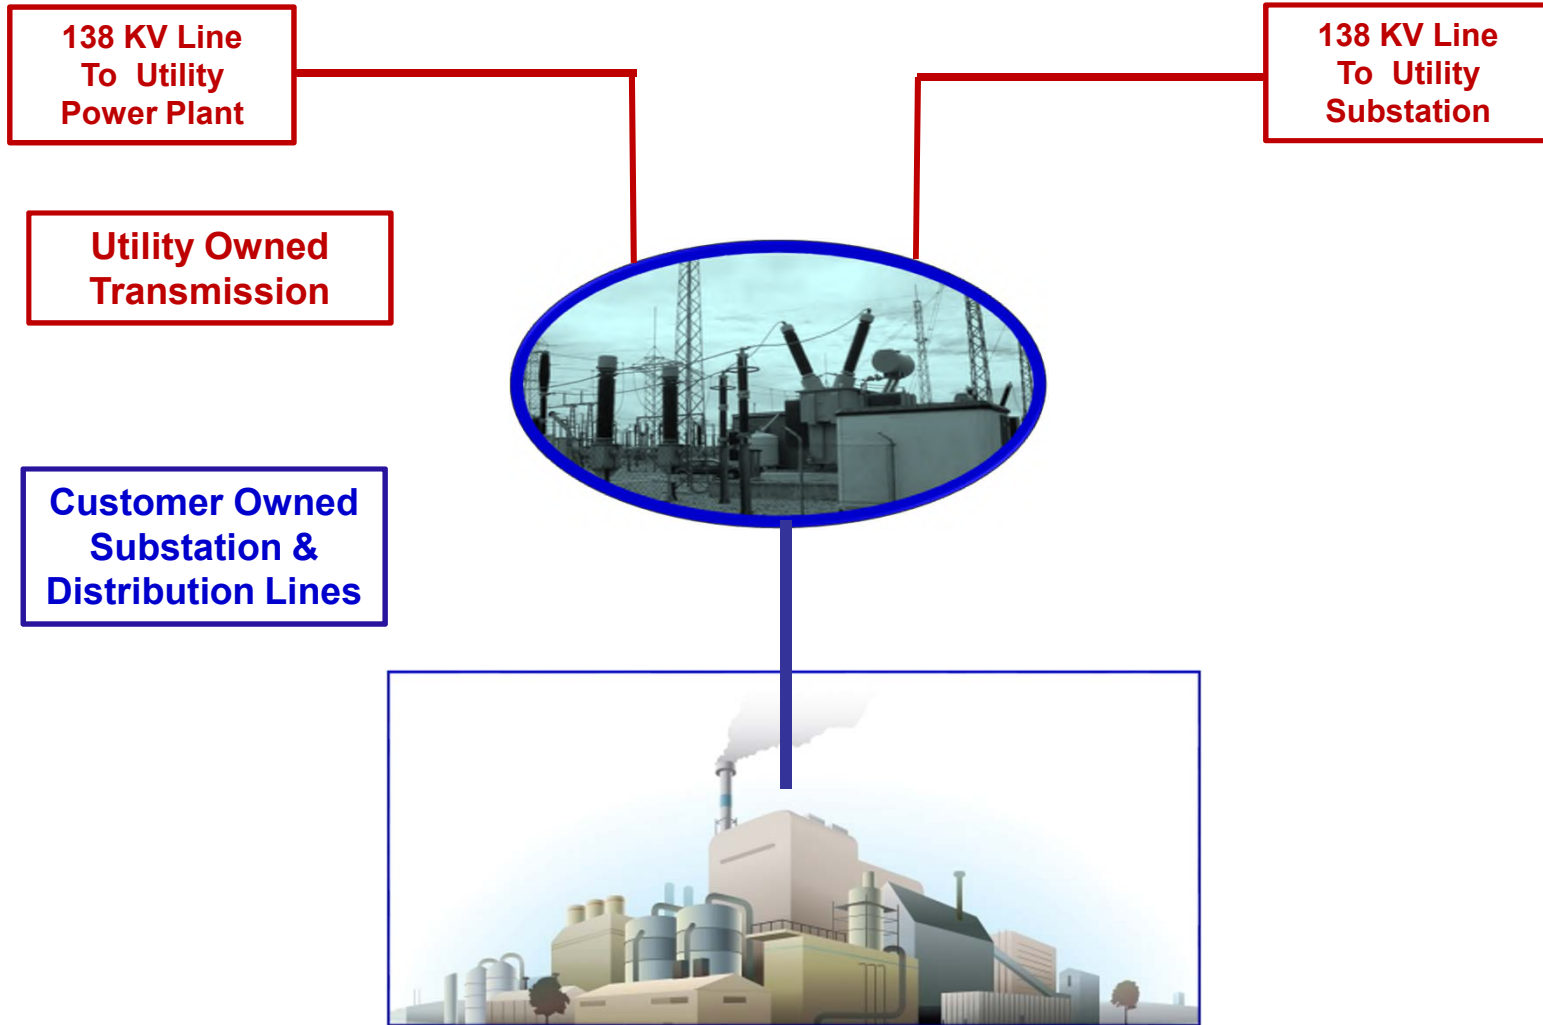 138 KV Line
To Utility
Power Plant
138 KV Line
To Utility
Substation
Utility Owned
Transmission
Customer Owned
Substation &
Distribution Lines